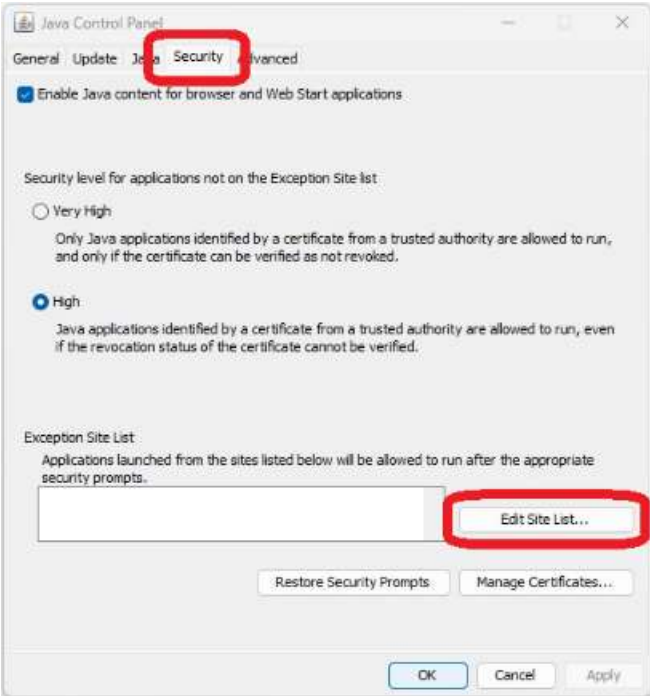 Java Control Panel
General Update Java Security Advanced
Enable Java content for browser and Web Start applications
Security level for applications not on the Exception Site list
Very High
Only Java applications identified by a certificate from a trusted authority are allowed to run,
and only if the certificate can be verified as not revoked.
High
Java applications identified by a certificate from a trusted authority are allowed to run, even
if the revocation status of the certificate cannot be verified.
Exception Site List
Applications launched from the sites listed below will be allowed to run after the appropriate
security prompts.
Edit Site List...
Restore Security Prompts Manage Certificates...
OK Cancel Apply